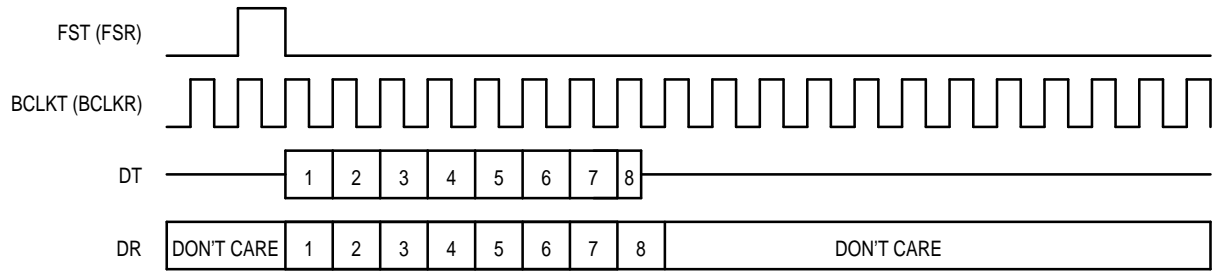 FST (FSR)
BCLKT (BCLKR)
DT 1 2 3 4 5 6 7 8
DR DON'T CARE 1 2 3 4 5 6 7 8 DON'T CARE